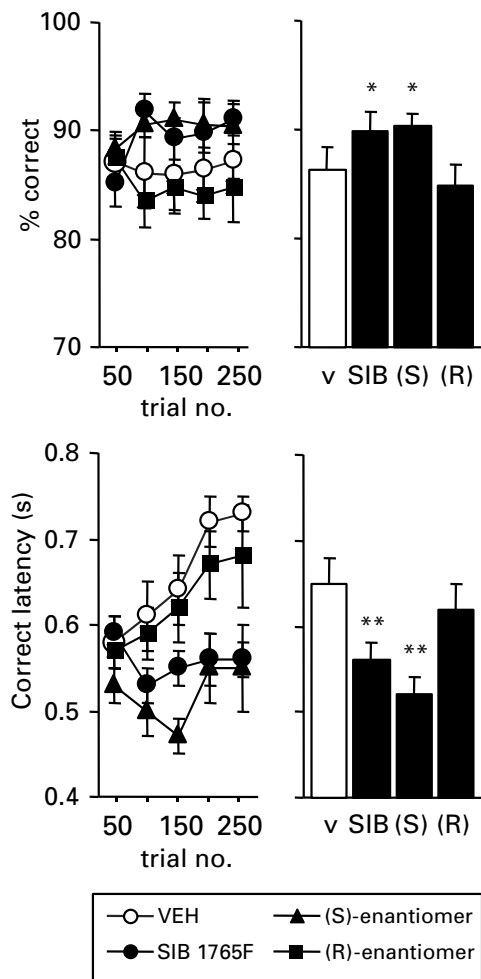 100
90
80
70
% correct
50 150 250
trial no.
* *
v SIB (S) (R)
0.8
0.7
0.6
0.5
0.4
Correct latency (s)
50 150 250
trial no.
** **
v SIB (S) (R)
VEH (S)-enantiomer
SIB 1765F (R)-enantiomer